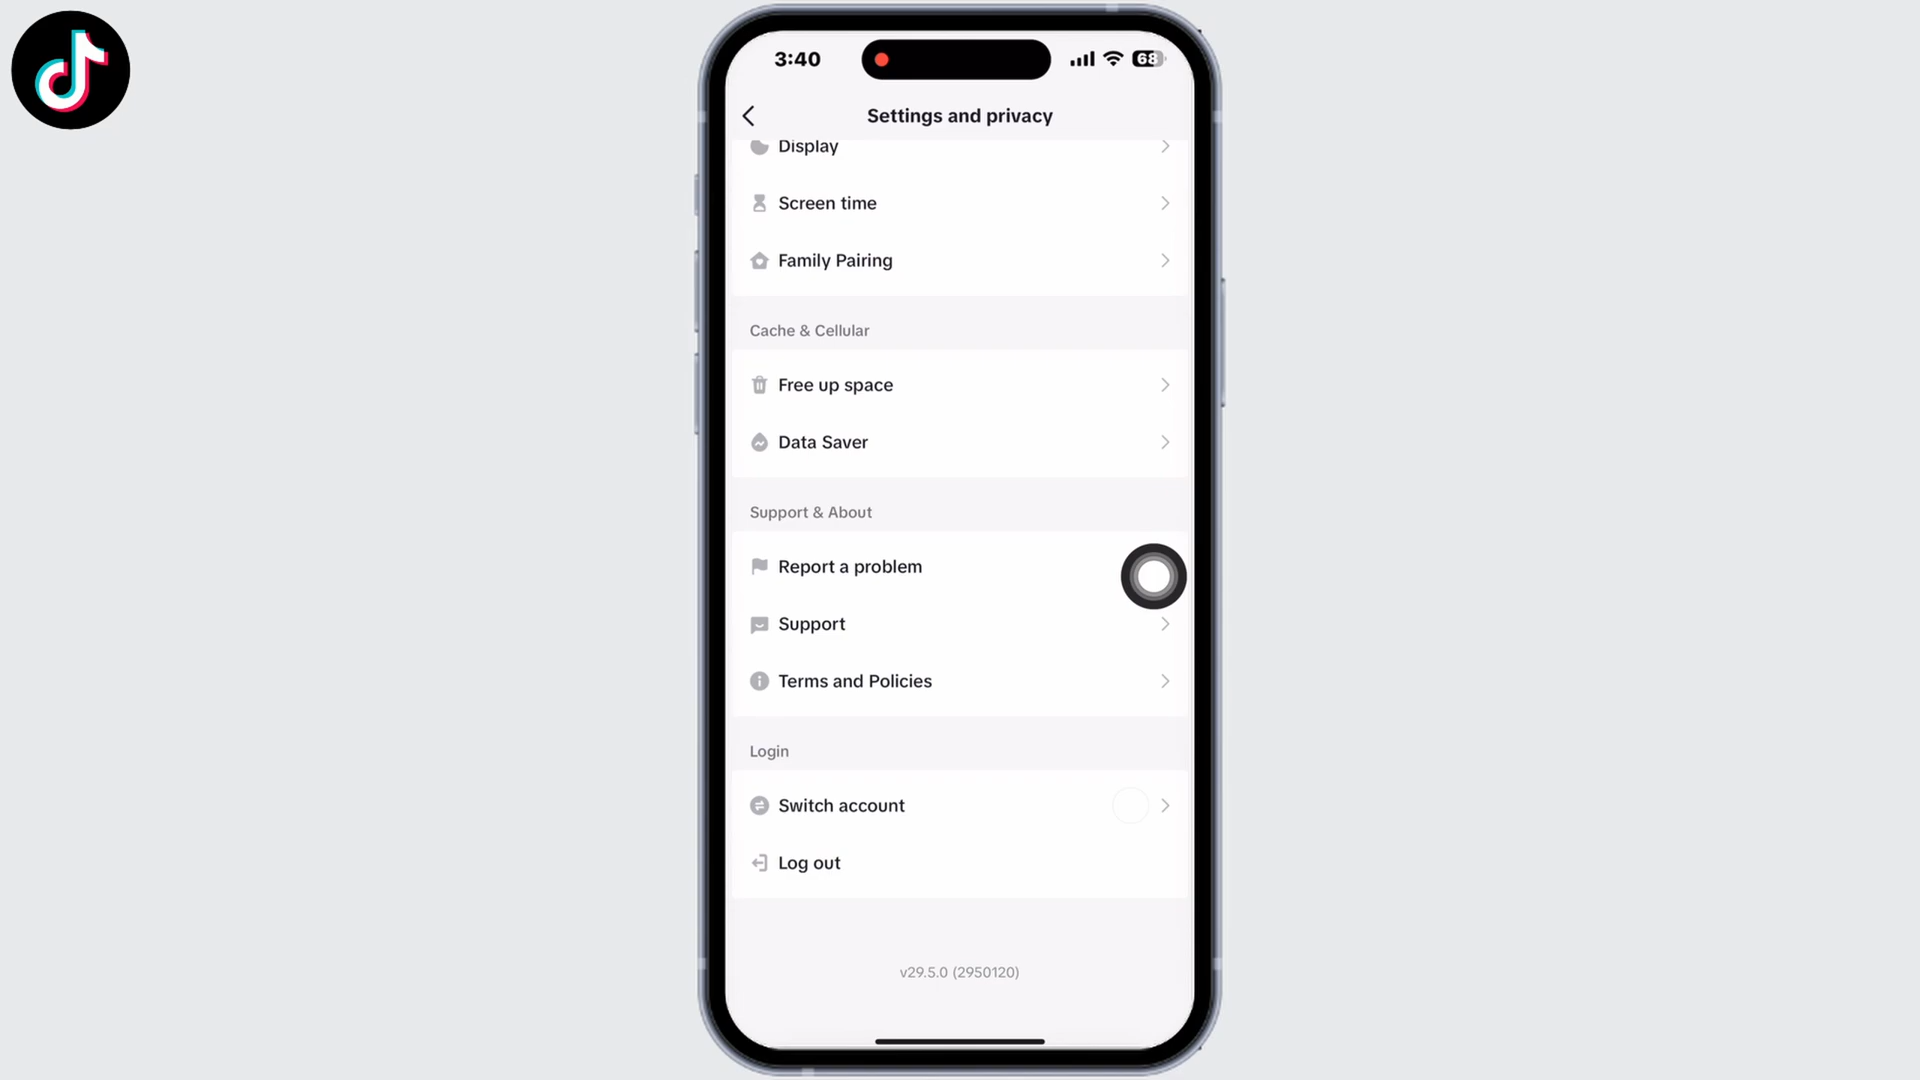 3:40
68
Settings and privacy
Display
Screen time
Family Pairing
Cache & Cellular
Free up space
Data Saver
Support & About
Report a problem
Support
Terms and Policies
Login
Switch account
Log out
v29.5.0 (2950120)